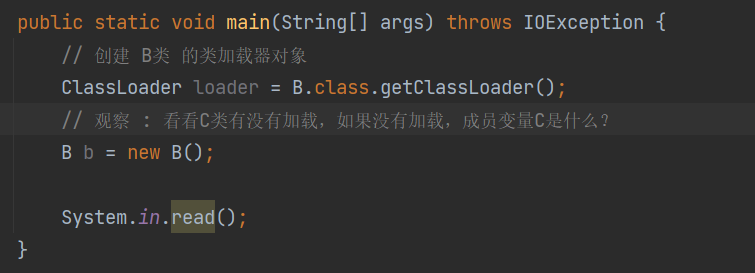 public static void main(String[] args) throws IOException {
// 创建 B类 的类加载器对象
ClassLoader loader = B.class.getClassLoader();
// 观察 : 看看C类有没有加载，如果没有加载，成员变量C是什么？
B b = new B();
System.in.read();
}